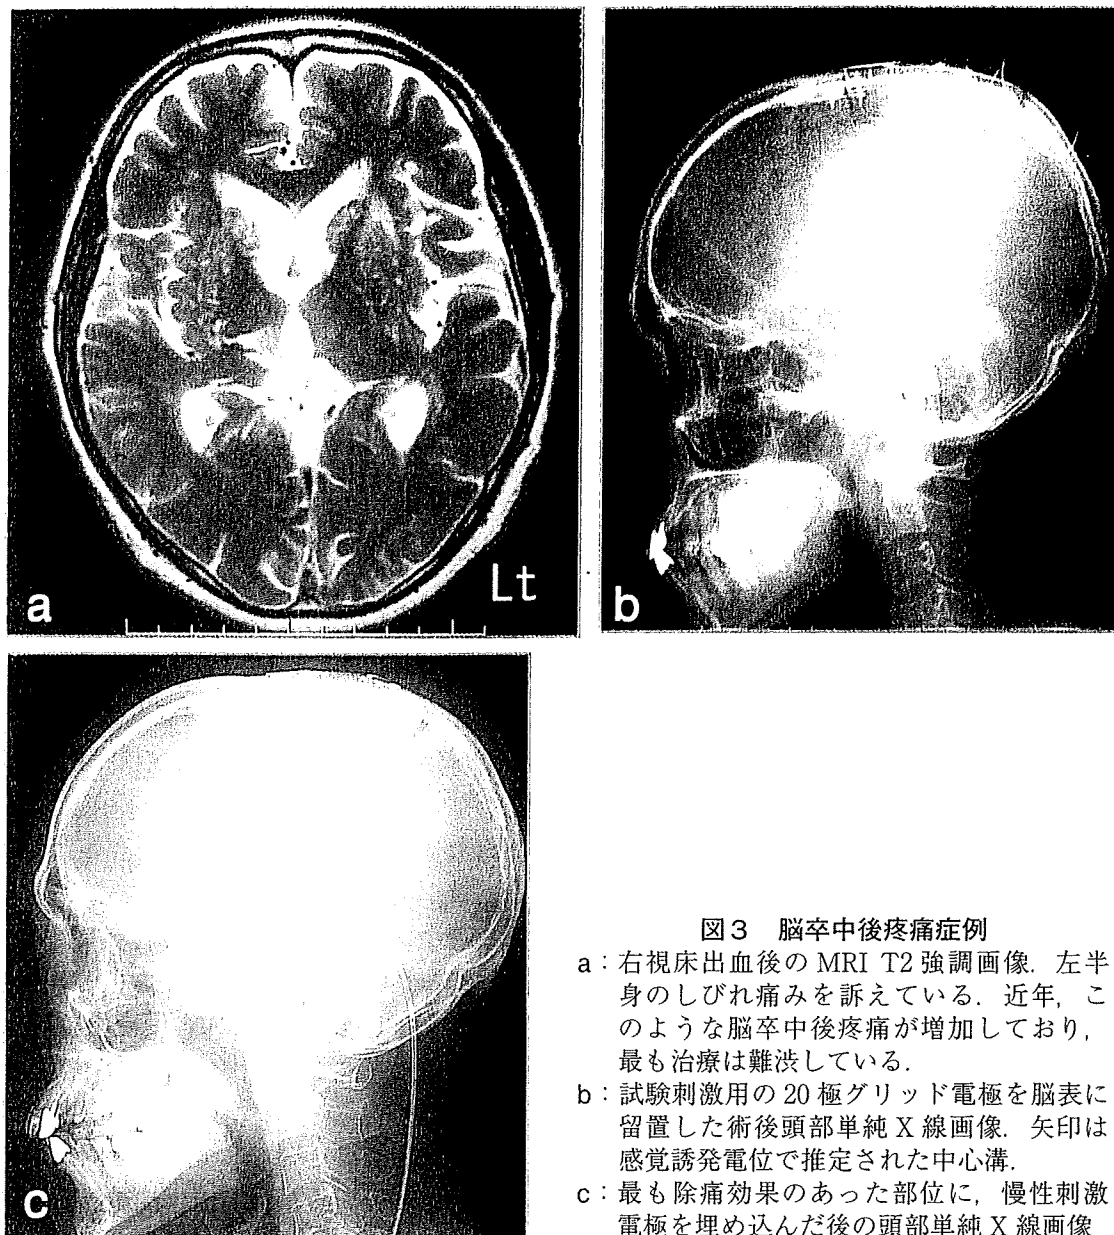 a
Lt
b
c
図3 脳卒中後疼痛症例
a：右視床出血後の MRI T2 強調画像．左半
身のしびれ痛みを訴えている．近年，こ
のような脳卒中後疼痛が増加しており，
最も治療は難渋している．
b：試験刺激用の 20 極グリッド電極を脳表に
留置した術後頭部単純 X 線画像．矢印は
感覚誘発電位で推定された中心溝．
c：最も除痛効果のあった部位に，慢性刺激
電極を埋め込んだ後の頭部単純 X 線画像